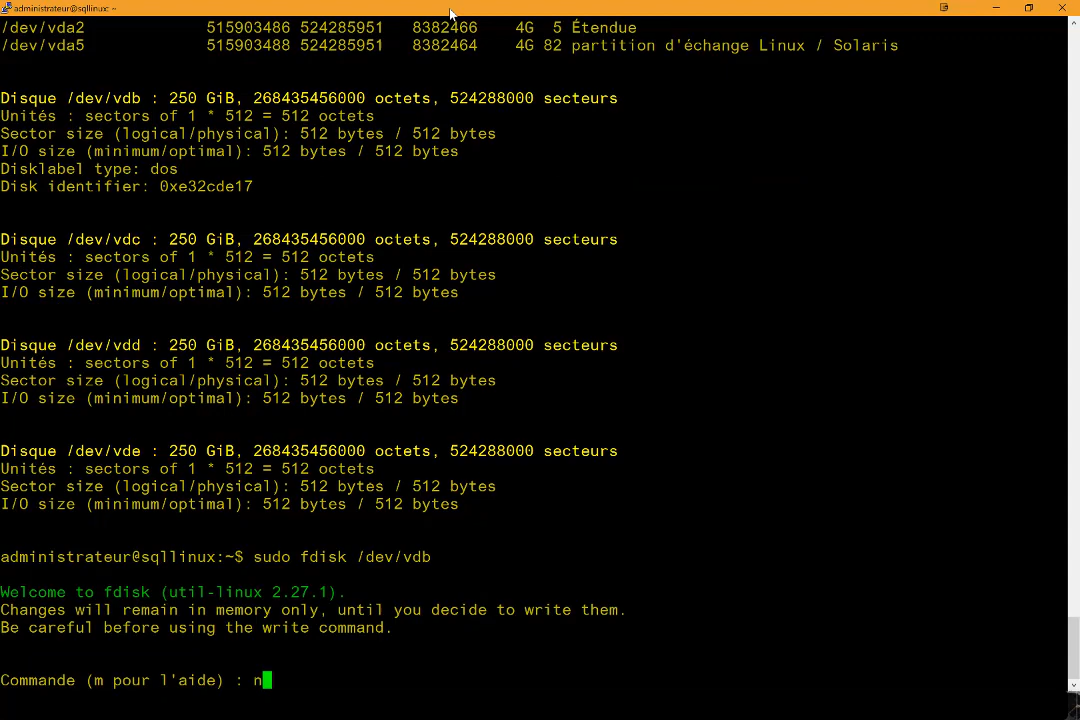 administrateur@sqllinux: ~
/dev/vda2 515903486 524285951 8382466 4G 5 Étendue
/dev/vda5 515903488 524285951 8382464 4G 82 partition d'échange Linux / Solaris
Disque /dev/vdb : 250 GiB, 268435456000 octets, 524288000 secteurs
Unités : sectors of 1 * 512 = 512 octets
Sector size (logical/physical): 512 bytes / 512 bytes
I/O size (minimum/optimal): 512 bytes / 512 bytes
Disklabel type: dos
Disk identifier: 0xe32cde17
Disque /dev/vdc : 250 GiB, 268435456000 octets, 524288000 secteurs
Unités : sectors of 1 * 512 = 512 octets
Sector size (logical/physical): 512 bytes / 512 bytes
I/O size (minimum/optimal): 512 bytes / 512 bytes
Disque /dev/vdd : 250 GiB, 268435456000 octets, 524288000 secteurs
Unités : sectors of 1 * 512 = 512 octets
Sector size (logical/physical): 512 bytes / 512 bytes
I/O size (minimum/optimal): 512 bytes / 512 bytes
Disque /dev/vde : 250 GiB, 268435456000 octets, 524288000 secteurs
Unités : sectors of 1 * 512 = 512 octets
Sector size (logical/physical): 512 bytes / 512 bytes
I/O size (minimum/optimal): 512 bytes / 512 bytes
administrateur@sqllinux:~$ sudo fdisk /dev/vdb
Welcome to fdisk (util-linux 2.27.1).
Changes will remain in memory only, until you decide to write them.
Be careful before using the write command.
Commande (m pour l'aide) : n